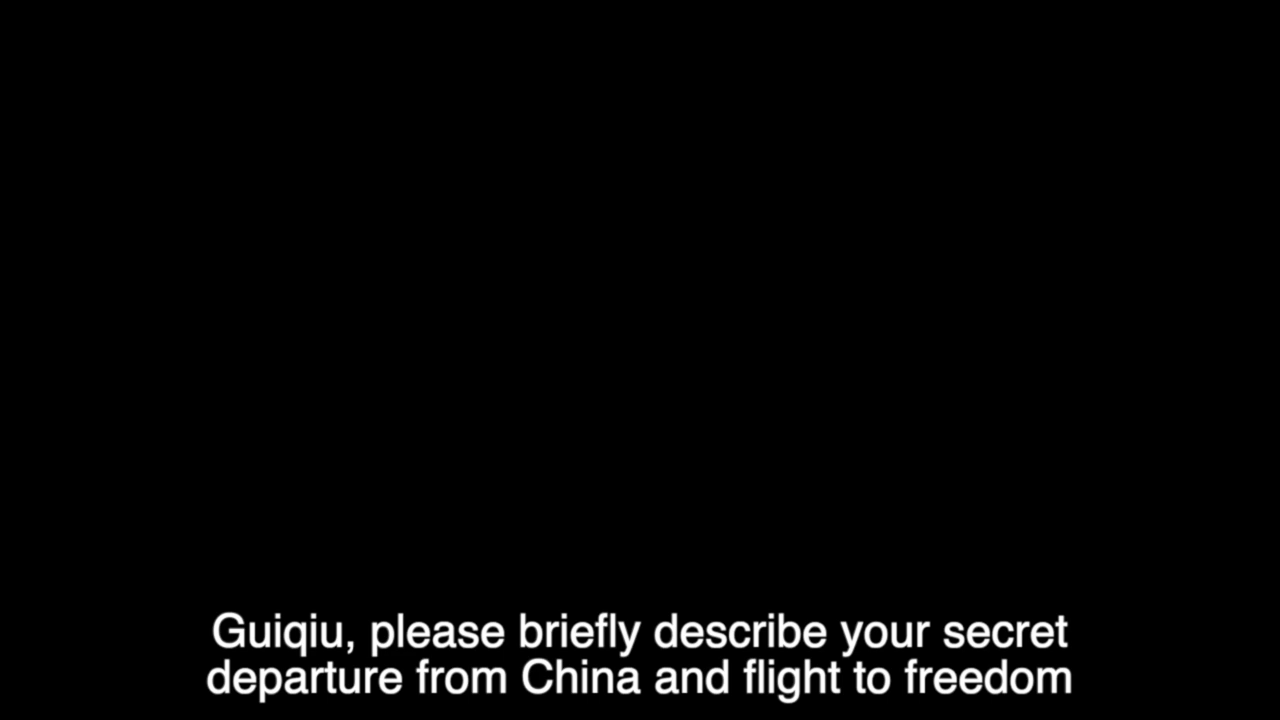 Guiqiu, please briefly describe your secret
departure from China and flight to freedom